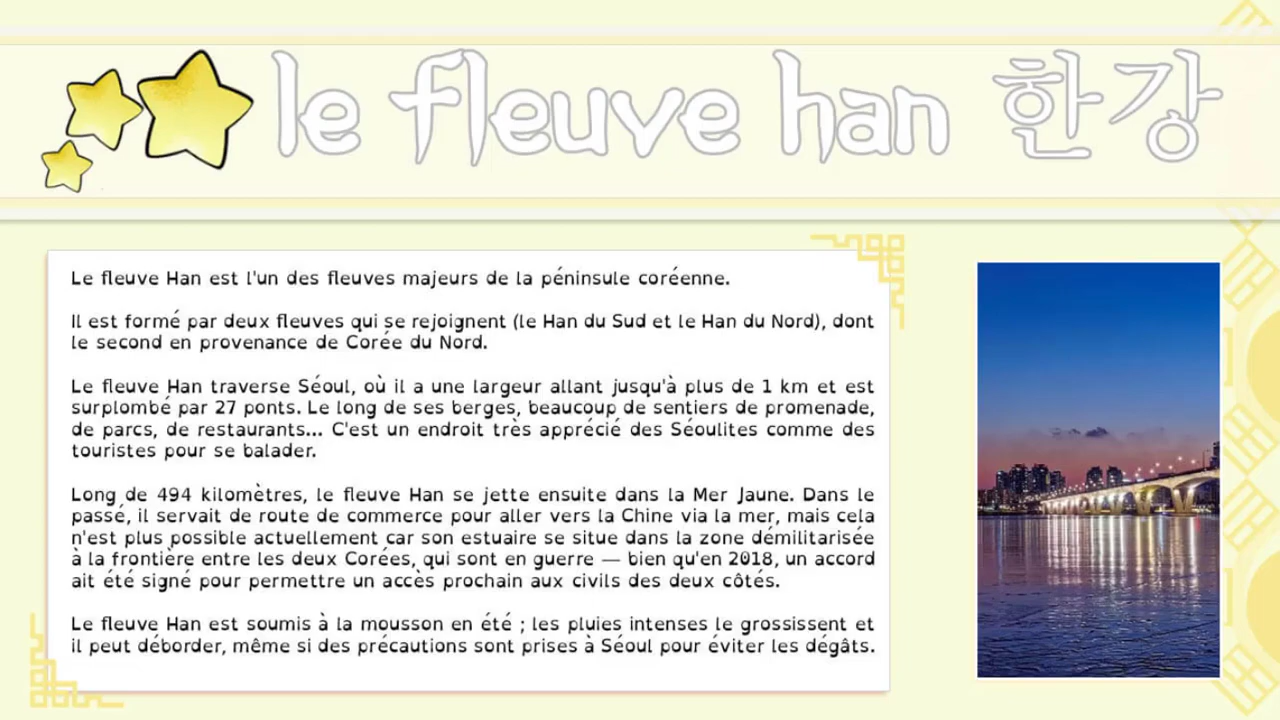 le fleuve han 한강
Le fleuve Han est l'un des fleuves majeurs de la péninsule coréenne.
Il est formé par deux fleuves qui se rejoignent (le Han du Sud et le Han du Nord), dont
le second en provenance de Corée du Nord.
Le fleuve Han traverse Séoul, où il a une largeur allant jusqu'à plus de 1 km et est
surplombé par 27 ponts. Le long de ses berges, beaucoup de sentiers de promenade,
de parcs, de restaurants... C'est un endroit très apprécié des Séoulites comme des
touristes pour se balader.
Long de 494 kilomètres, le fleuve Han se jette ensuite dans la Mer Jaune. Dans le
passé, il servait de route de commerce pour aller vers la Chine via la mer, mais cela
n'est plus possible actuellement car son estuaire se situe dans la zone démilitarisée
à la frontière entre les deux Corées, qui sont en guerre — bien qu'en 2018, un accord
ait été signé pour permettre un accès prochain aux civils des deux côtés.
Le fleuve Han est soumis à la mousson en été ; les pluies intenses le grossissent et
il peut déborder, même si des précautions sont prises à Séoul pour éviter les dégâts.